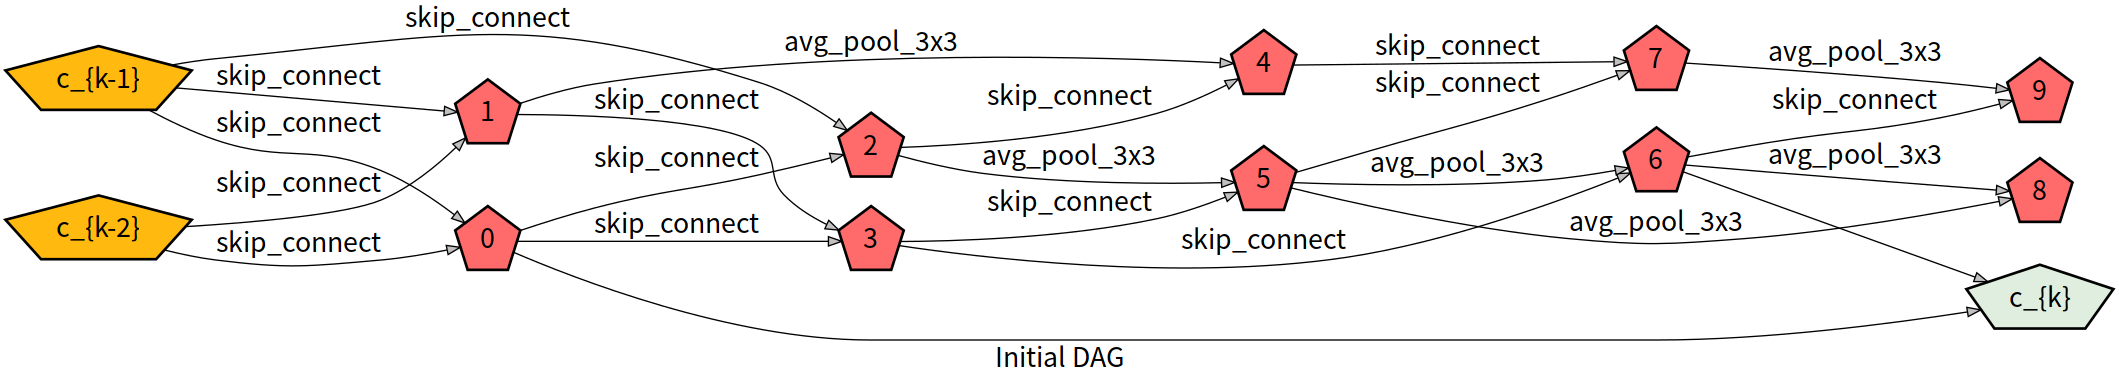 skip_connect
c_{k-1}
skip_connect
skip_connect
skip_connect
c_{k-2}
skip_connect
1
0
avg_pool_3x3
skip_connect
skip_connect
skip_connect
2
3
skip_connect
avg_pool_3x3
skip_connect
skip_connect
4
5
skip_connect
skip_connect
avg_pool_3x3
avg_pool_3x3
7
6
avg_pool_3x3
skip_connect
avg_pool_3x3
9
8
c_{k}
Initial DAG